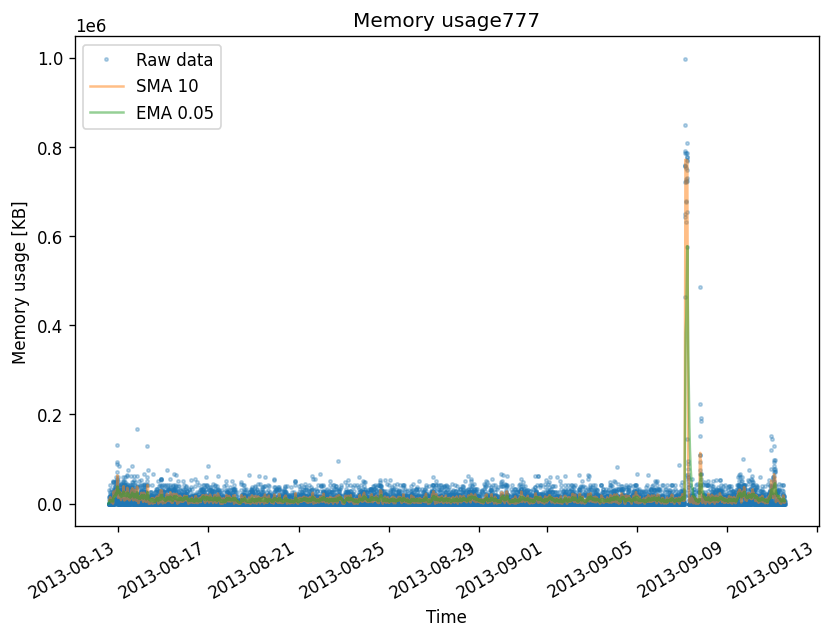 Memory usage777
1e6
Raw data
SMA 10
EMA 0.05
1.0
0.8
0.6
0.4
0.2
0.0
Memory usage [KB]
2013-08-13
2013-08-17
2013-08-21
2013-08-25
2013-08-29
2013-09-01
2013-09-05
2013-09-09
2013-09-13
Time